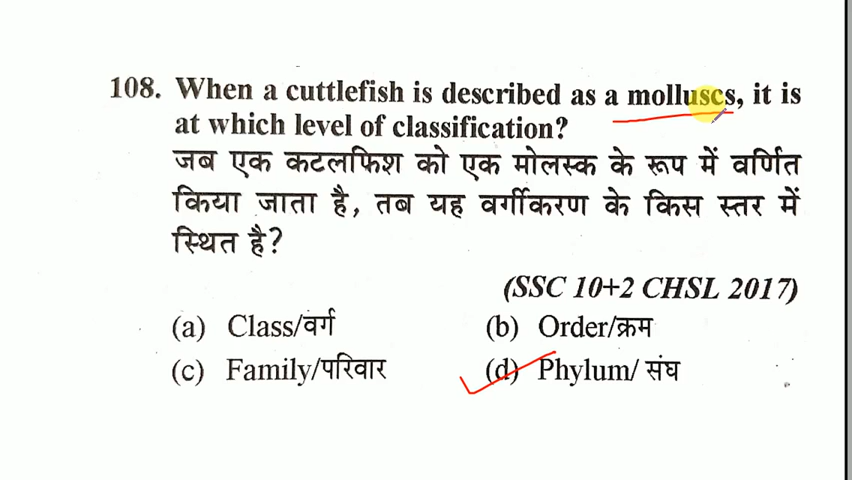 108. When a cuttlefish is described as a molluscs, it is
at which level of classification?
जब एक कटलफिश को एक मोलस्क के रूप में वर्णित
किया जाता है, तब यह वर्गीकरण के किस स्तर में
स्थित है?
(SSC 10+2 CHSL 2017)
(a) Class/वर्ग (b) Order/क्रम
(c) Family/परिवार (d) Phylum/ संघ